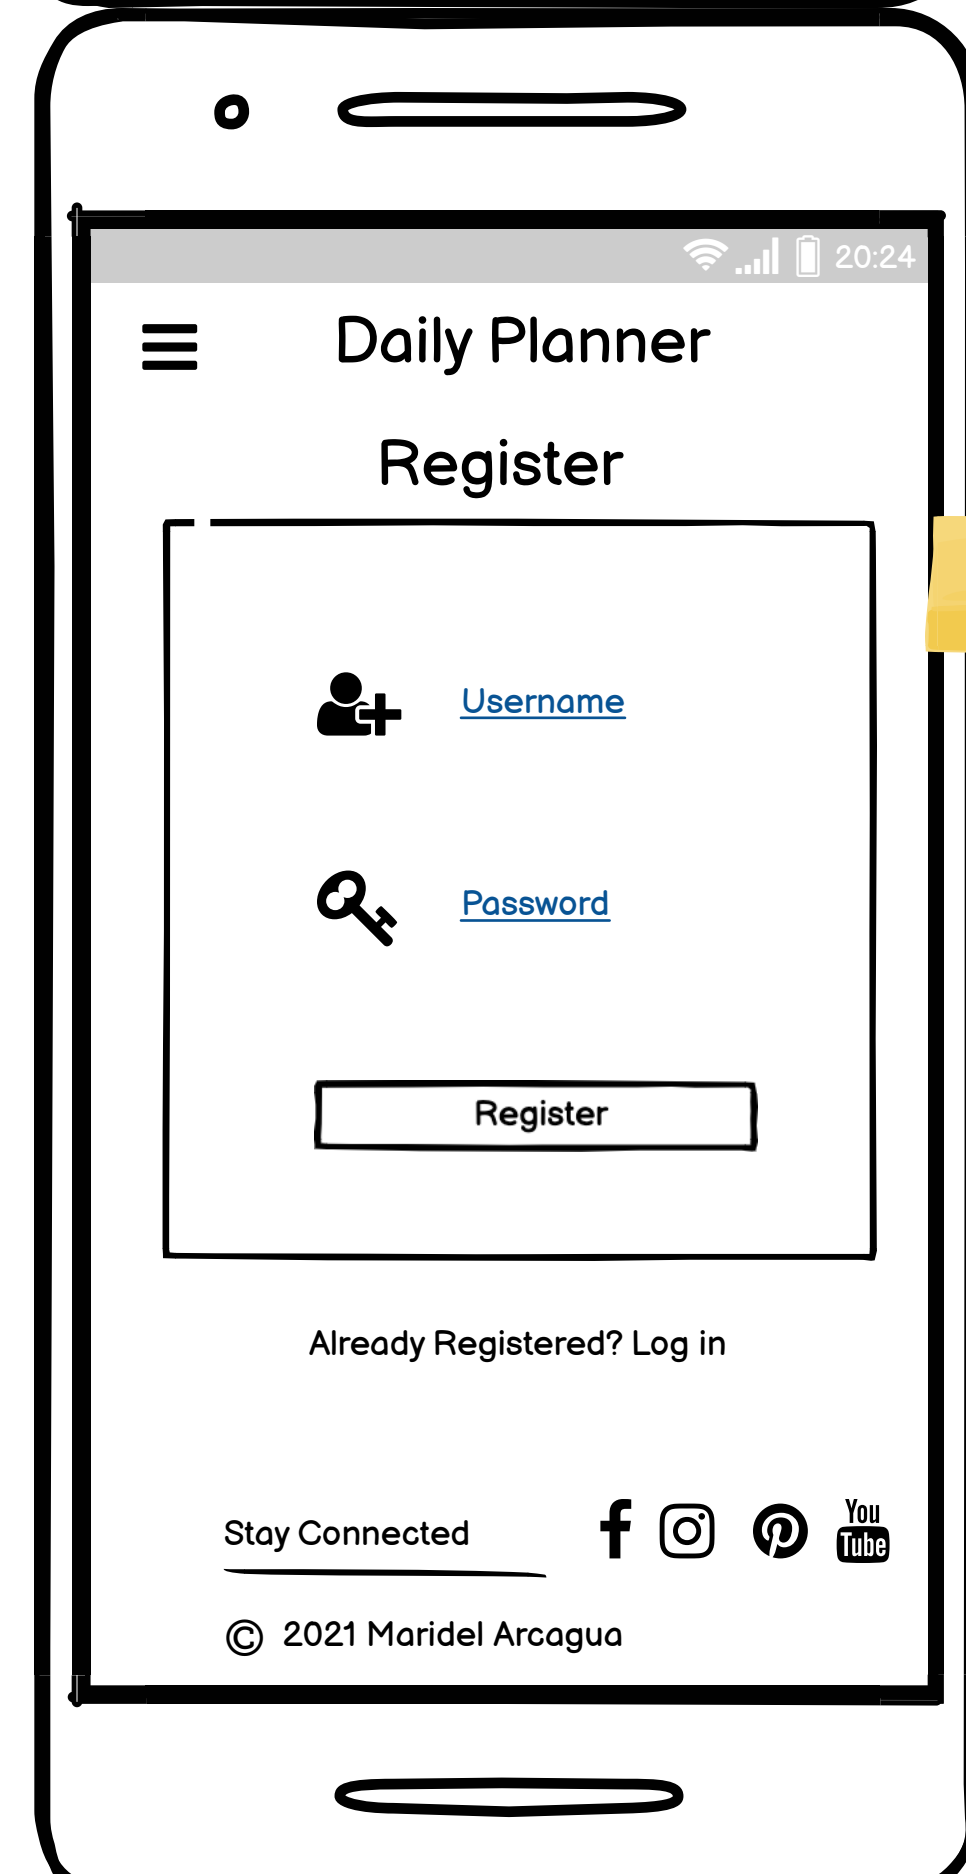 20:24
Daily Planner
Register
Username
Password
Register
Already Registered? Log in
Stay Connected
You
Tube
© 2021 Maridel Arcagua